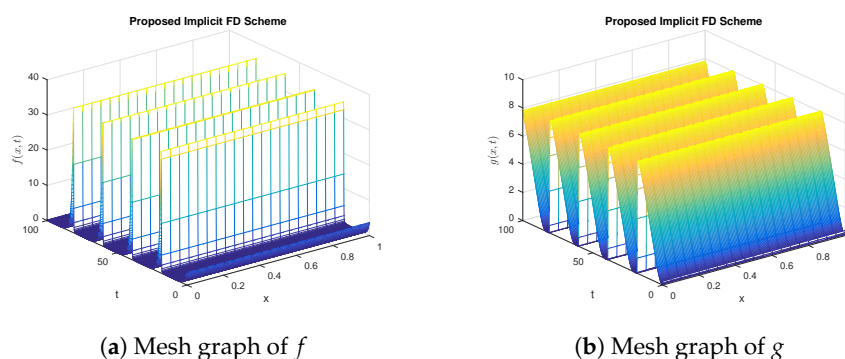 Proposed Implicit FD Scheme
40
30
20
10
0
f(x,t)
100
50
0
t
0
0.2
0.4
0.6
0.8
1
x
(a) Mesh graph of f
Proposed Implicit FD Scheme
10
8
6
4
2
0
g(x,t)
100
50
0
t
0
0.2
0.4
0.6
0.8
x
(b) Mesh graph of g